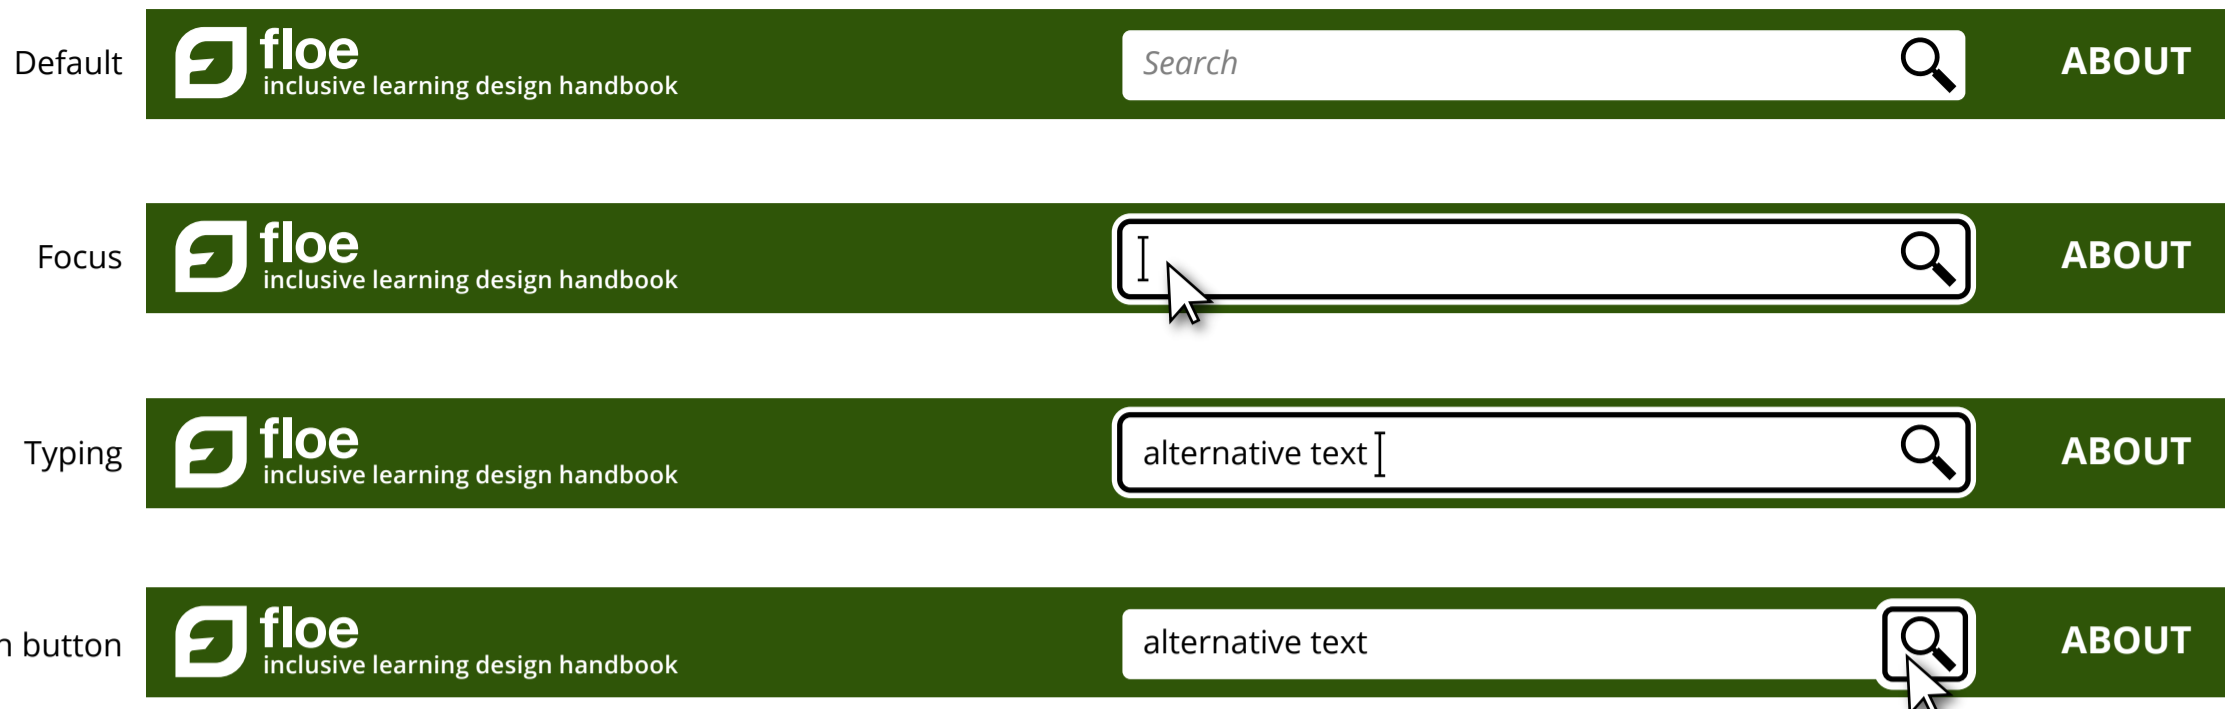 Default
floe
inclusive learning design handbook
Search
ABOUT
Focus
floe
inclusive learning design handbook
ABOUT
Typing
floe
inclusive learning design handbook
alternative text
ABOUT
button
floe
inclusive learning design handbook
alternative text
ABOUT